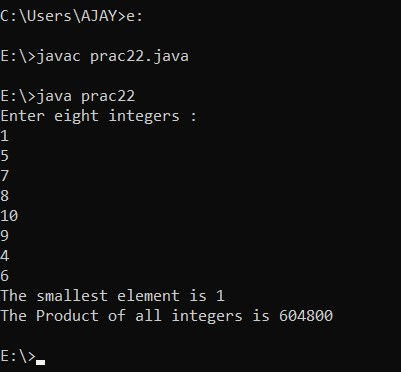 C:\Users\AJAY>e:
E:\>javac prac22.java
E:\>java prac22
Enter eight integers :
1
5
7
8
10
9
4
6
The smallest element is 1
The Product of all integers is 604800
E:\>